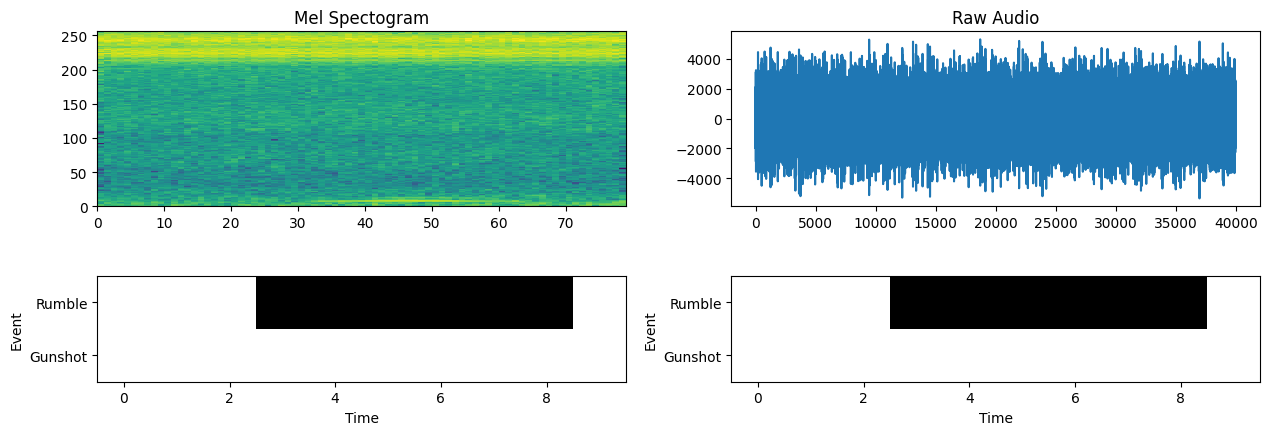 Mel Spectogram
250
200
150
100
50
0
0 10 20 30 40 50 60 70
Raw Audio
4000
2000
0
−2000
−4000
0 5000 10000 15000 20000 25000 30000 35000 40000
Event
Rumble
Gunshot
0 2 4 6 8
Time
Event
Rumble
Gunshot
0 2 4 6 8
Time